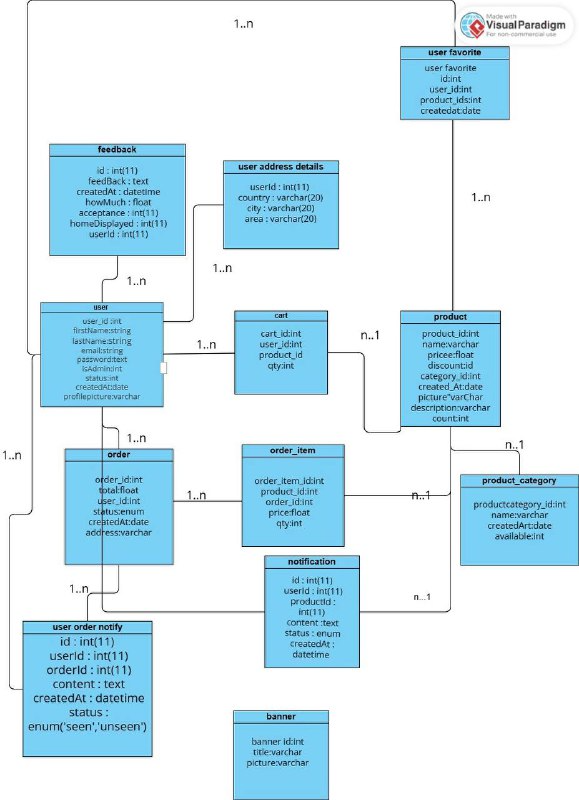 Made with
VisualParadigm
For non-commercial use
1..n
user favorite
user favorite
id:int
user_id:int
product_ids:int
createdat:date
feedback
id : int(11)
feedBack : text
createdAt : datetime
howMuch : float
acceptance : int(11)
homeDisplayed : int(11)
userId : int(11)
user address details
userId : int(11)
country : varchar(20)
city : varchar(20)
area : varchar(20)
1..n
1..n
1..n
user
user_id :int
firstName:string
lastName:string
email:string
password:text
isAdmin:int
status:int
createdAt:date
profilepicture:varchar
1..n
cart
cart_id:int
user_id:int
product_id
qty:int
n..1
product
product_id:int
name:varchar
pricee:float
discount:id
category_id:int
created_At:date
picture"varChar
description:varchar
count:int
1..n
1..n
order
order_id:int
total:float
user_id:int
status:enum
createdAt:date
address:varchar
1..n
order_item
order_item_id:int
product_id:int
order_id:int
price:float
qty:int
n..1
n..1
product_category
productcategory_id:int
name:varchar
createdArt:date
available:int
notification
id : int(11)
userId : int(11)
productId :
int(11)
content :text
status : enum
createdAt :
datetime
n...1
1..n
user order notify
id : int(11)
userId : int(11)
orderId : int(11)
content : text
createdAt : datetime
status :
enum('seen','unseen')
banner
banner id:int
title:varchar
picture:varchar